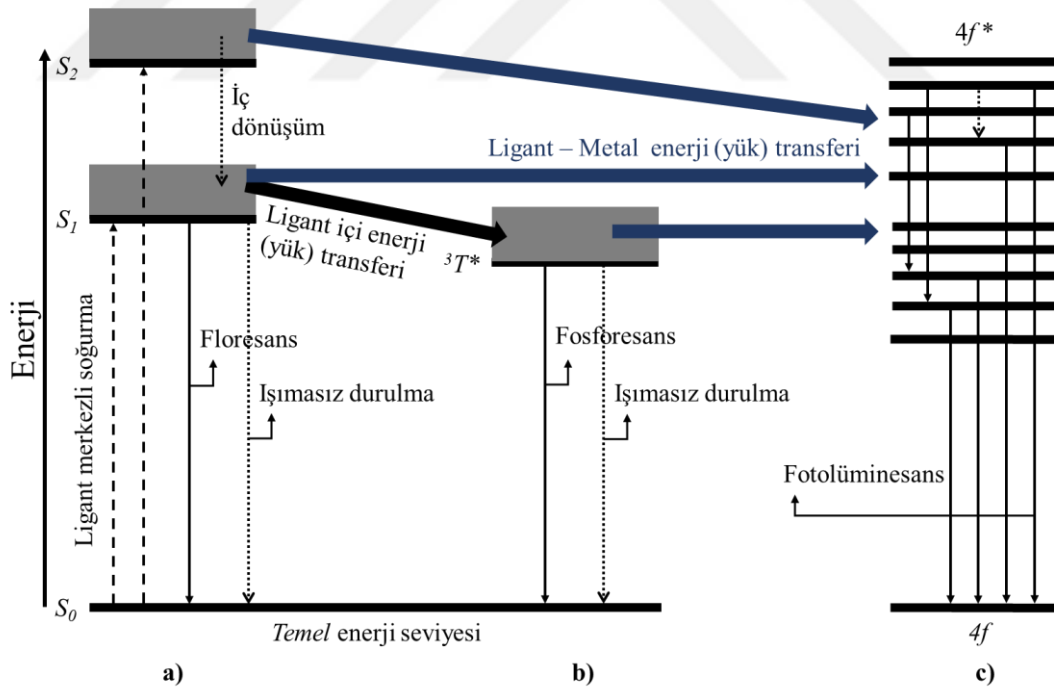 4f *
S2
İç
dönüşüm
Ligant – Metal enerji (yük) transferi
S1
Ligant içi enerji
(yük) transferi
³T*
Enerji
Ligant merkezli soğurma
Floresans
Fosforesans
Işımasız durulma
Işımasız durulma
Fotolüminesans
S0
Temel enerji seviyesi
4f
a)
b)
c)